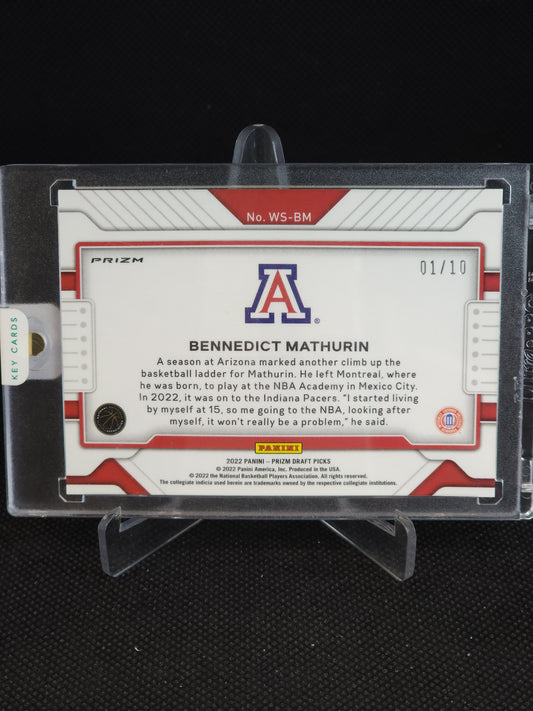 No. WS-BM
PRIZM
01/10
A
®
BENNEDICT MATHURIN
A season at Arizona marked another climb up the
basketball ladder for Mathurin. He left Montreal, where
he was born, to play at the NBA Academy in Mexico City.
In 2022, it was on to the Indiana Pacers. "I started living
by myself at 15, so me going to the NBA, looking after
myself, it won't really be a problem," he said.
PANINI
2022 PANINI – PRIZM DRAFT PICKS
© 2022 Panini America, Inc. Produced in the USA.
© 2022 the National Basketball Players Association. All rights reserved.
The collegiate indicia used herein are trademarks owned by the respective collegiate institutions.
KEY CARDS